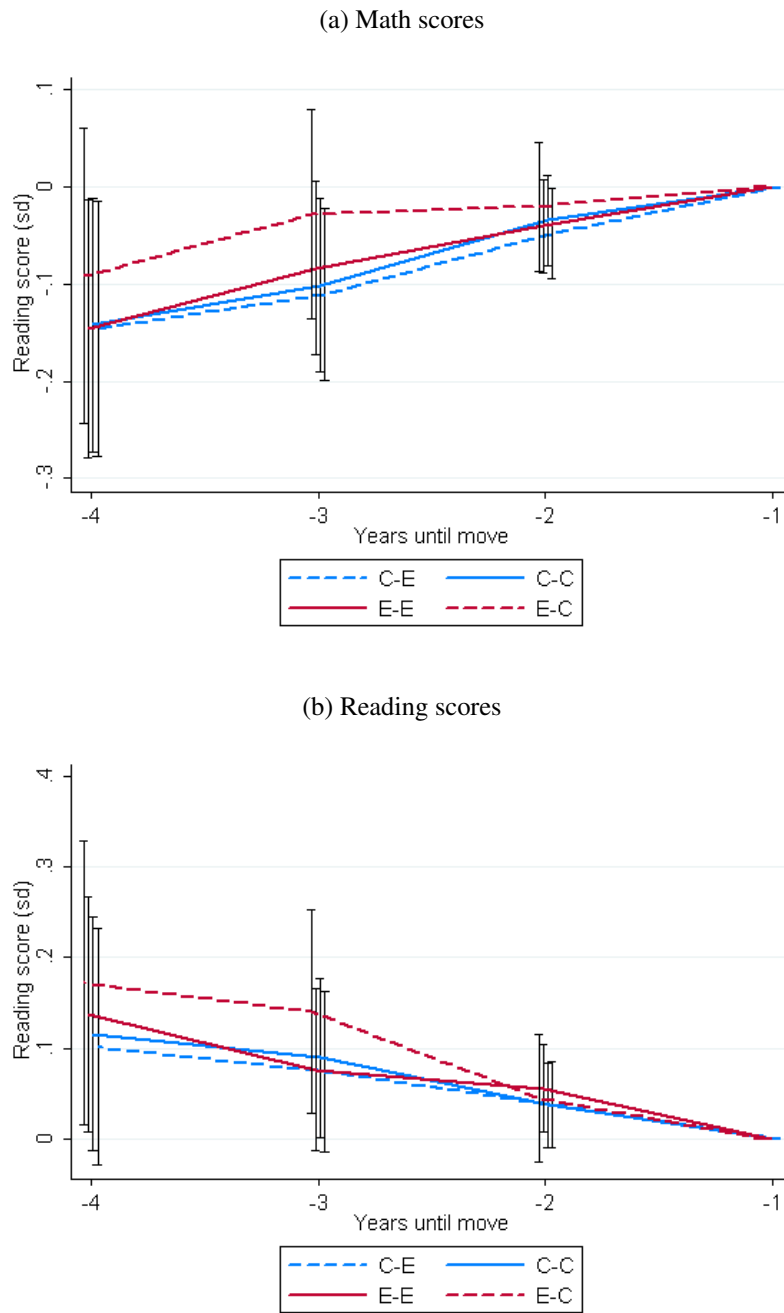 (a) Math scores
.1
0
-.1
-.2
-.3
Reading score (sd)
-4 -3 -2 -1
Years until move
C-E C-C
E-E E-C
(b) Reading scores
.4
.3
.2
.1
0
Reading score (sd)
-4 -3 -2 -1
Years until move
C-E C-C
E-E E-C